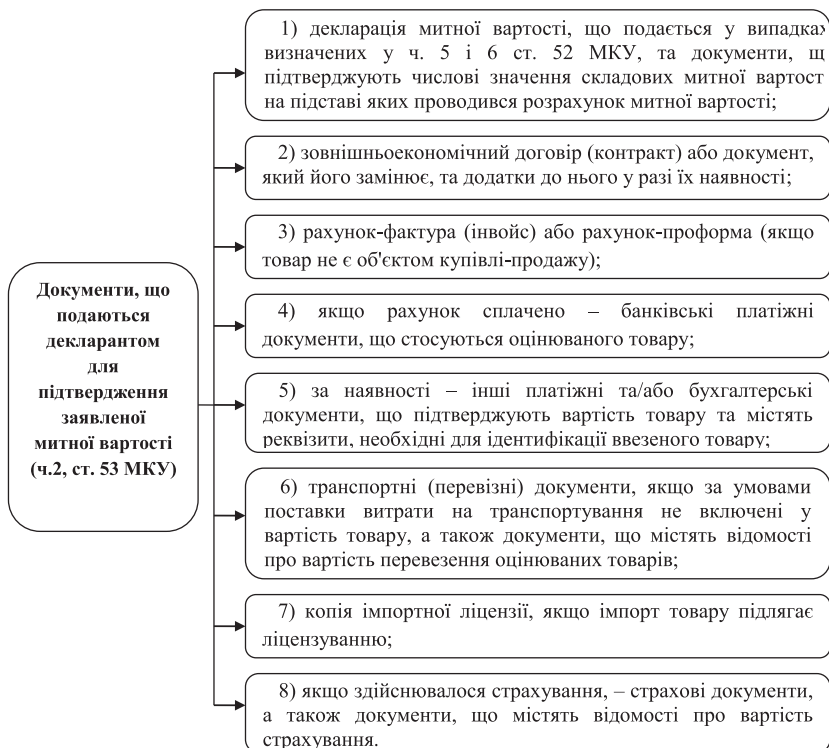 Документи, що
подаються
декларантом
для
підтвердження
заявленої
митної вартості
(ч.2, ст. 53 МКУ)
1) декларація митної вартості, що подається у випадках
визначених у ч. 5 і 6 ст. 52 МКУ, та документи, щ
підтверджують числові значення складових митної вартост
на підставі яких проводився розрахунок митної вартості;
2) зовнішньоекономічний договір (контракт) або документ,
який його замінює, та додатки до нього у разі їх наявності;
3) рахунок-фактура (інвойс) або рахунок-проформа (якщо
товар не є об'єктом купівлі-продажу);
4) якщо рахунок сплачено – банківські платіжні
документи, що стосуються оцінюваного товару;
5) за наявності – інші платіжні та/або бухгалтерські
документи, що підтверджують вартість товару та містять
реквізити, необхідні для ідентифікації ввезеного товару;
6) транспортні (перевізні) документи, якщо за умовами
поставки витрати на транспортування не включені у
вартість товару, а також документи, що містять відомості
про вартість перевезення оцінюваних товарів;
7) копія імпортної ліцензії, якщо імпорт товару підлягає
ліцензуванню;
8) якщо здійснювалося страхування, – страхові документи,
а також документи, що містять відомості про вартість
страхування.